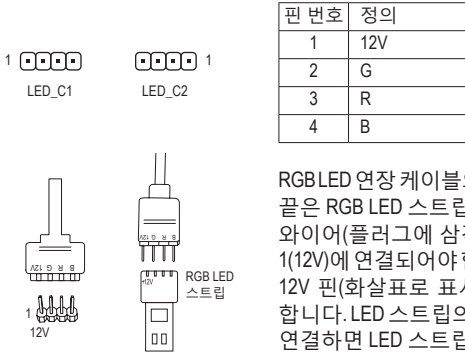 1
1
LED_C1
LED_C2
핀 번호 정의
1 12V
2 G
3 R
4 B
RGB LED 연장 케이블
끝은 RGB LED 스트립
와이어(플러그에
1(12V)에 연결되어야
12V 핀(화살표로
합니다. LED 스트립의
연결하면 LED 스트립
12V G R B
12V G R B
+12V
RGB LED
스트립
1
12V